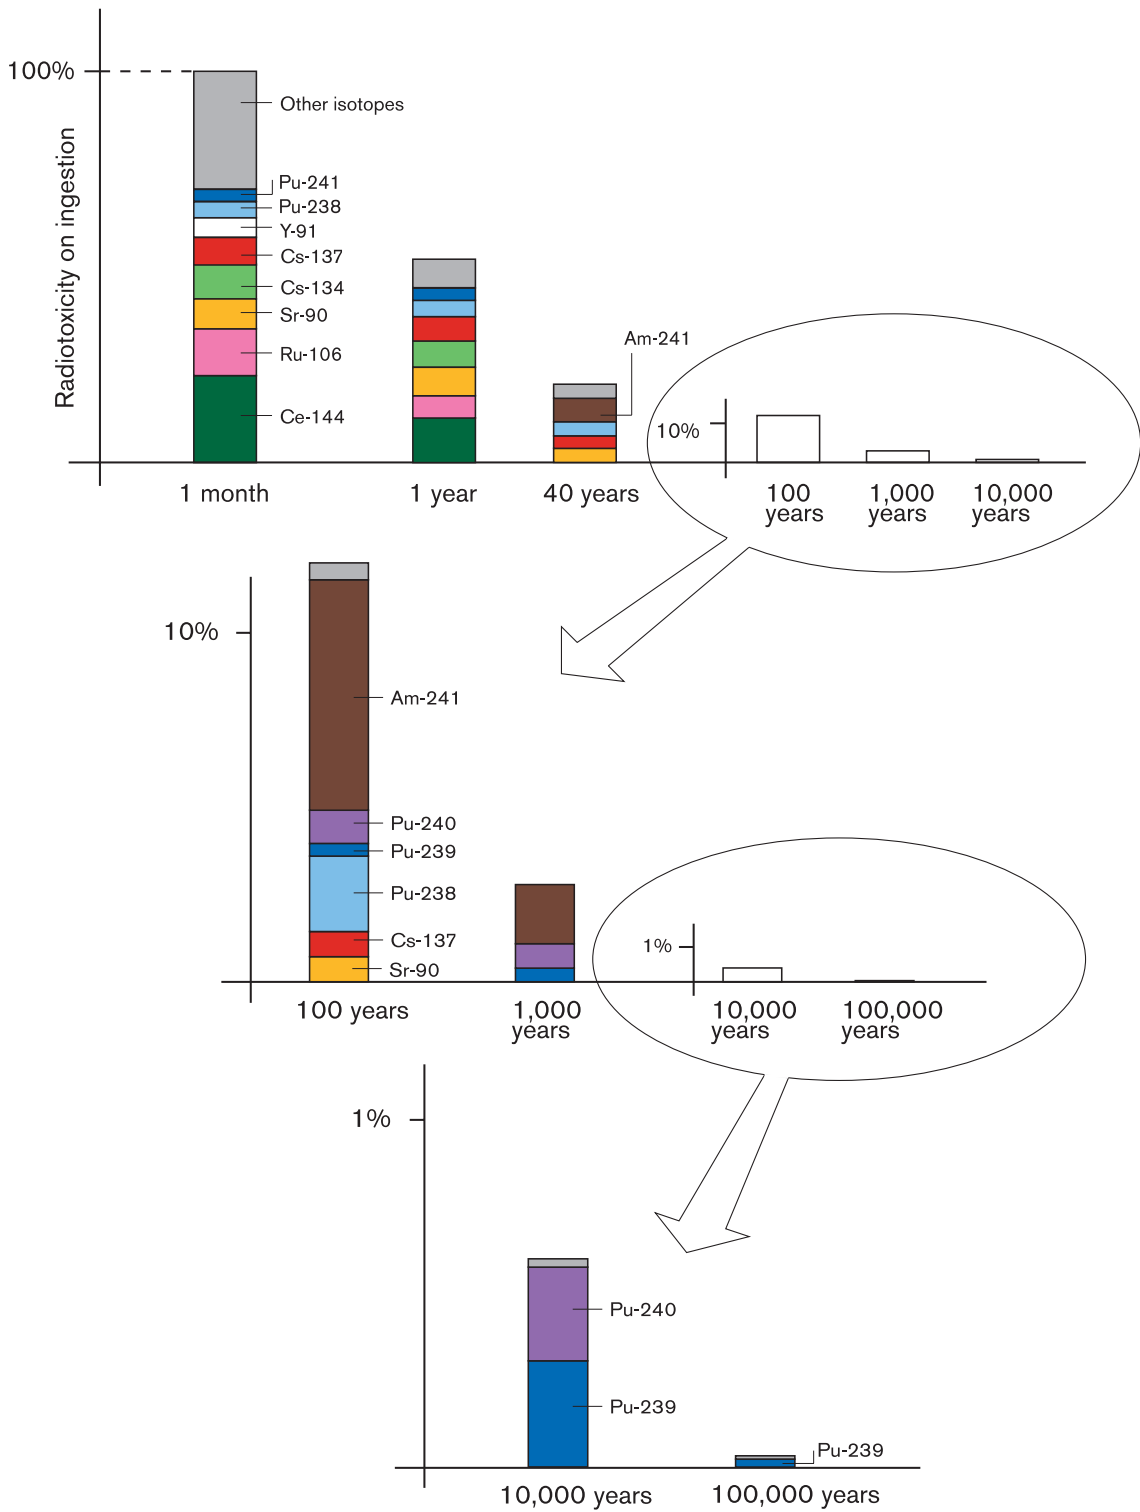 100%
Radiotoxicity on ingestion
Other isotopes
Pu-241
Pu-238
Y-91
Cs-137
Cs-134
Sr-90
Ru-106
Ce-144
Am-241
10%
1 month
1 year
40 years
100
years
1,000
years
10,000
years
10%
Am-241
Pu-240
Pu-239
Pu-238
Cs-137
Sr-90
1%
100 years
1,000
years
10,000
years
100,000
years
1%
Pu-240
Pu-239
Pu-239
10,000 years
100,000 years